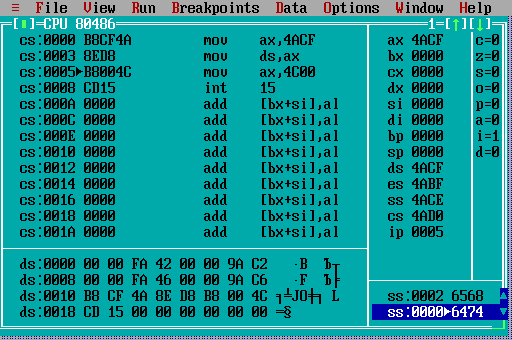 ≡ File View Run Breakpoints Data Options Window Help
[■]=CPU 80486 1=[↑][↓]
cs:0000 B8CF4A mov ax,4ACF ax 4ACF c=0
cs:0003 8ED8 mov ds,ax bx 0000 z=0
cs:0005►B8004C mov ax,4C00 cx 0000 s=0
cs:0008 CD15 int 15 dx 0000 o=0
cs:000A 0000 add [bx+si],al si 0000 p=0
cs:000C 0000 add [bx+si],al di 0000 a=0
cs:000E 0000 add [bx+si],al bp 0000 i=1
cs:0010 0000 add [bx+si],al sp 0000 d=0
cs:0012 0000 add [bx+si],al ds 4ACF
cs:0014 0000 add [bx+si],al es 4ABF
cs:0016 0000 add [bx+si],al ss 4ACE
cs:0018 0000 add [bx+si],al cs 4AD0
cs:001A 0000 add [bx+si],al ip 0005
ds:0000 00 00 FA 42 00 00 9A C2 ·B Ъ┬
ds:0008 00 00 FA 46 00 00 9A C6 ·F Ъ╞
ds:0010 B8 CF 4A 8E D8 B8 00 4C ╕╧JО╪╕ L ss:0002 6568
ds:0018 CD 15 00 00 00 00 00 00 ═§ ss:0000►6474